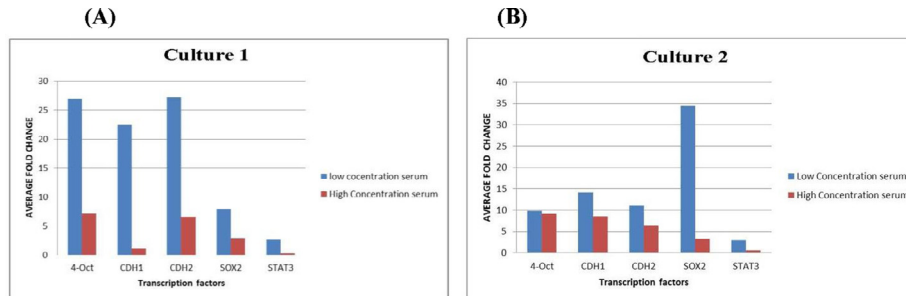 (A)
Culture 1
30
25
20
15
10
5
0
AVERAGE FOLD CHANGE
4-Oct CDH1 CDH2 SOX2 STAT3
Transcription factors
low cocentration serum
High Concentration serum
(B)
Culture 2
40
35
30
25
20
15
10
5
0
AVERAGE FOLD CHANGE
4-Oct CDH1 CDH2 SOX2 STAT3
Transcription factors
Low Concentration serum
High Concentration serum